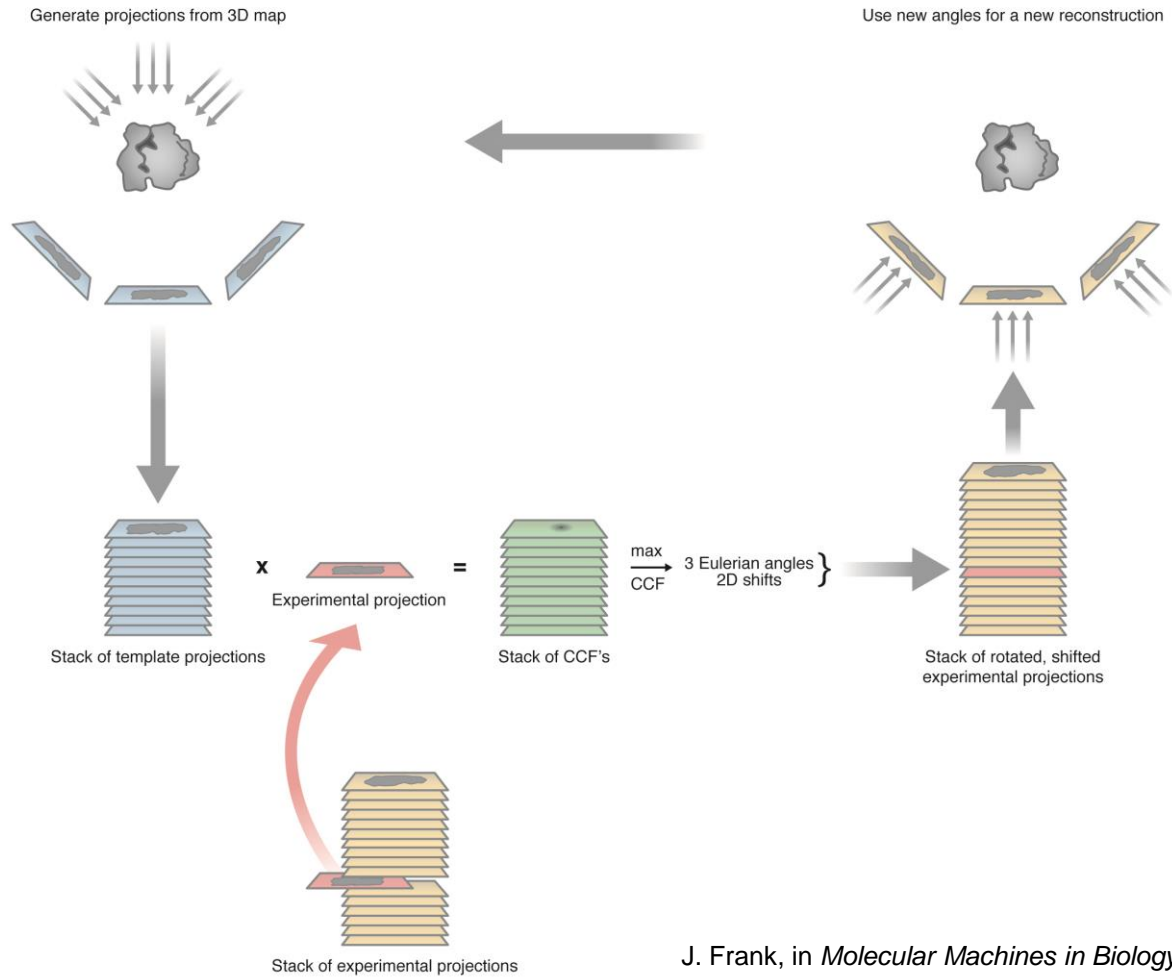 Generate projections from 3D map
Use new angles for a new reconstruction
x
Experimental projection
=
max
CCF
3 Eulerian angles
2D shifts
}
Stack of template projections
Stack of CCF's
Stack of rotated, shifted
experimental projections
Stack of experimental projections
J. Frank, in Molecular Machines in Biology